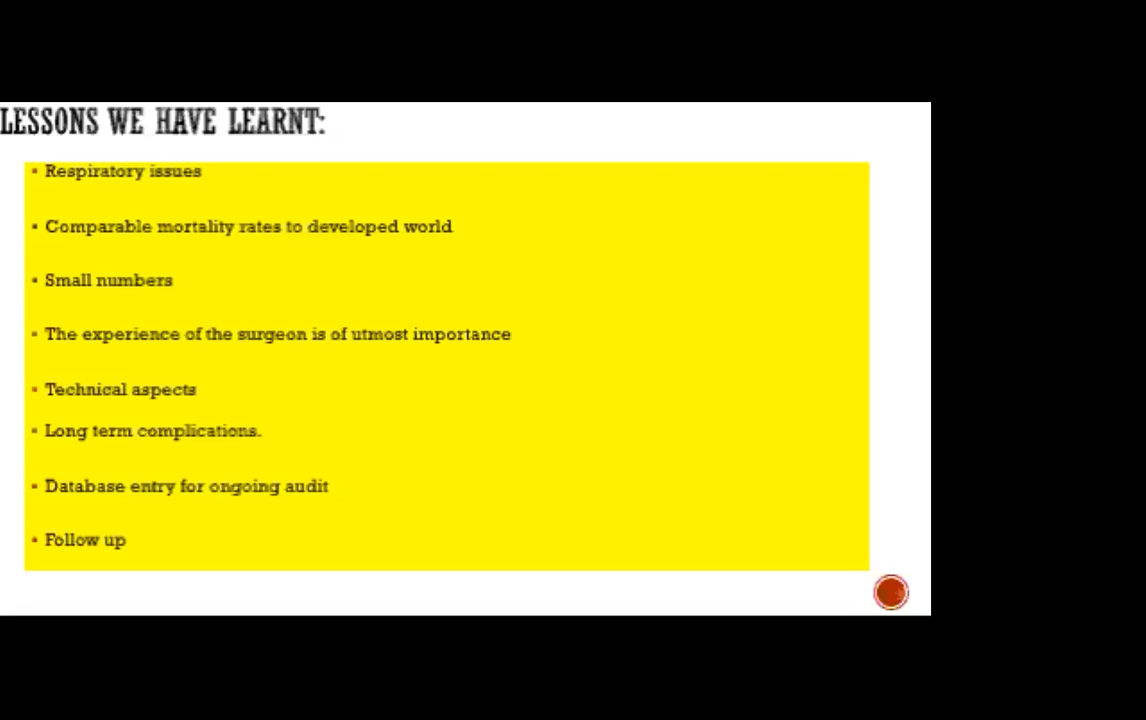 LESSONS WE HAVE LEARNT:
▪ Respiratory issues
▪ Comparable mortality rates to developed world
▪ Small numbers
▪ The experience of the surgeon is of utmost importance
▪ Technical aspects
▪ Long term complications.
▪ Database entry for ongoing audit
▪ Follow up